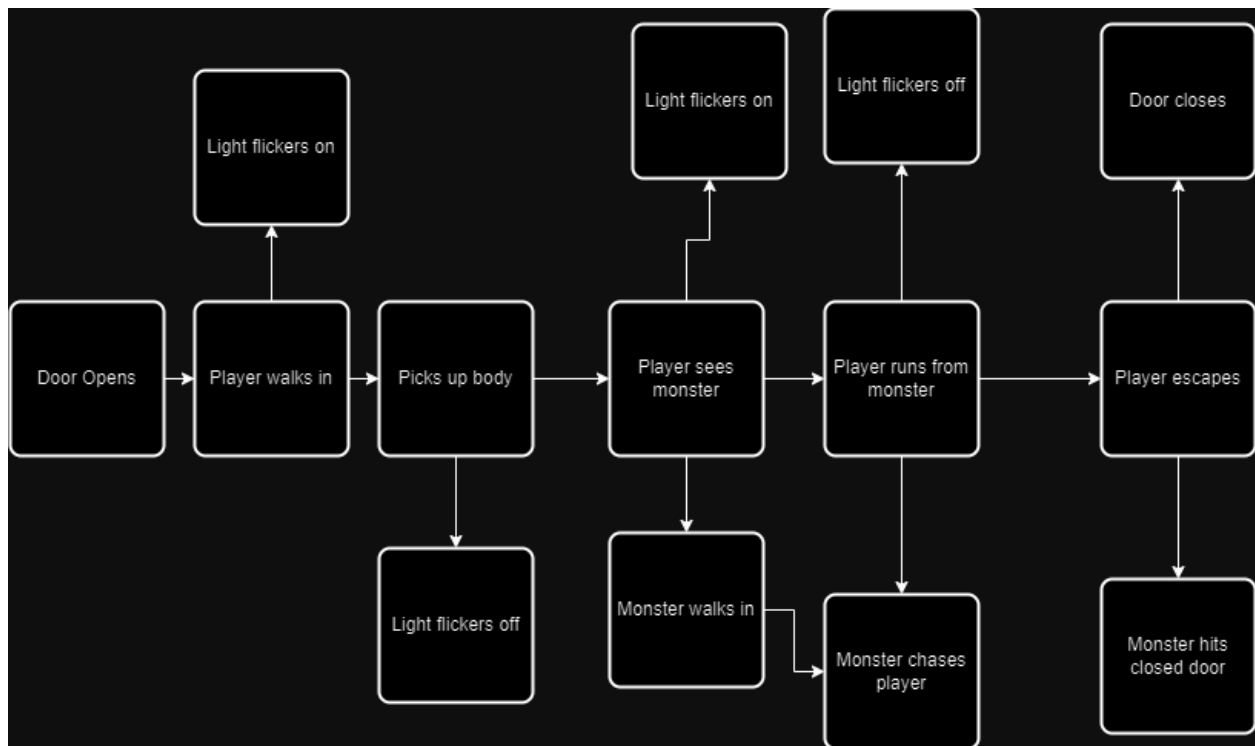 Light flickers on
Light flickers on
Light flickers off
Door closes
Door Opens
Player walks in
Picks up body
Player sees
monster
Player runs from
monster
Player escapes
Light flickers off
Monster walks in
Monster chases
player
Monster hits
closed door